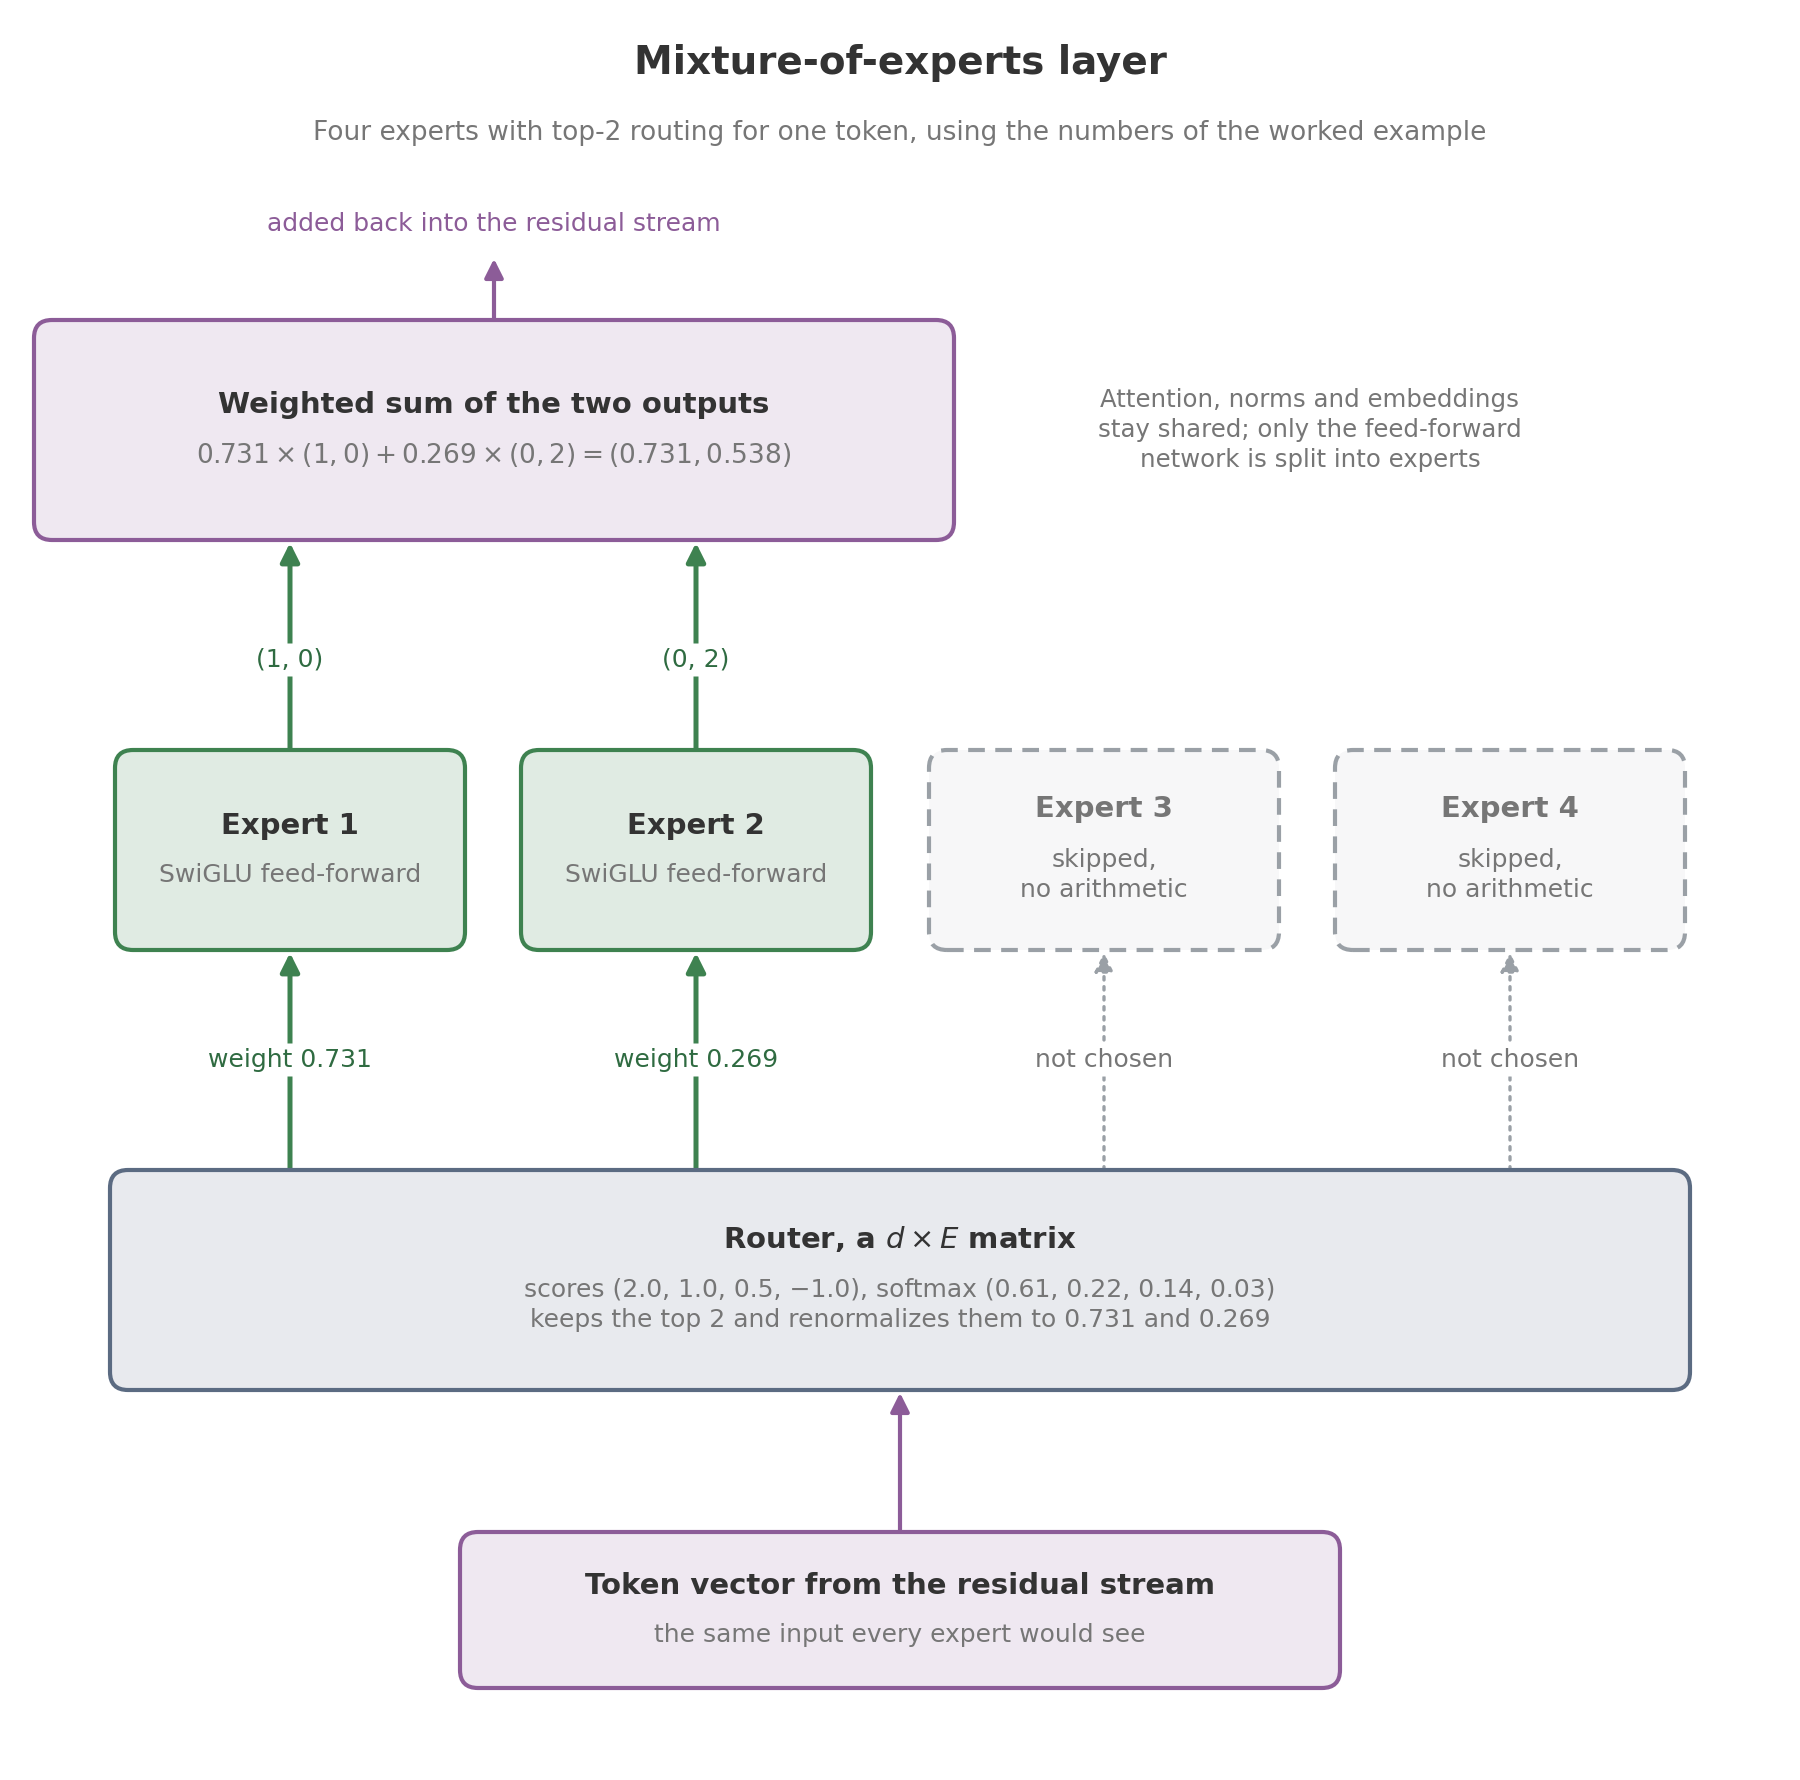 Mixture-of-experts layer
Four experts with top-2 routing for one token, using the numbers of the worked example
added back into the residual stream
Weighted sum of the two outputs
0.731 × (1, 0) + 0.269 × (0, 2) = (0.731, 0.538)
Attention, norms and embeddings
stay shared; only the feed-forward
network is split into experts
(1, 0)
(0, 2)
Expert 1
SwiGLU feed-forward
Expert 2
SwiGLU feed-forward
Expert 3
skipped,
no arithmetic
Expert 4
skipped,
no arithmetic
weight 0.731
weight 0.269
not chosen
not chosen
Router, a d × E matrix
scores (2.0, 1.0, 0.5, −1.0), softmax (0.61, 0.22, 0.14, 0.03)
keeps the top 2 and renormalizes them to 0.731 and 0.269
Token vector from the residual stream
the same input every expert would see